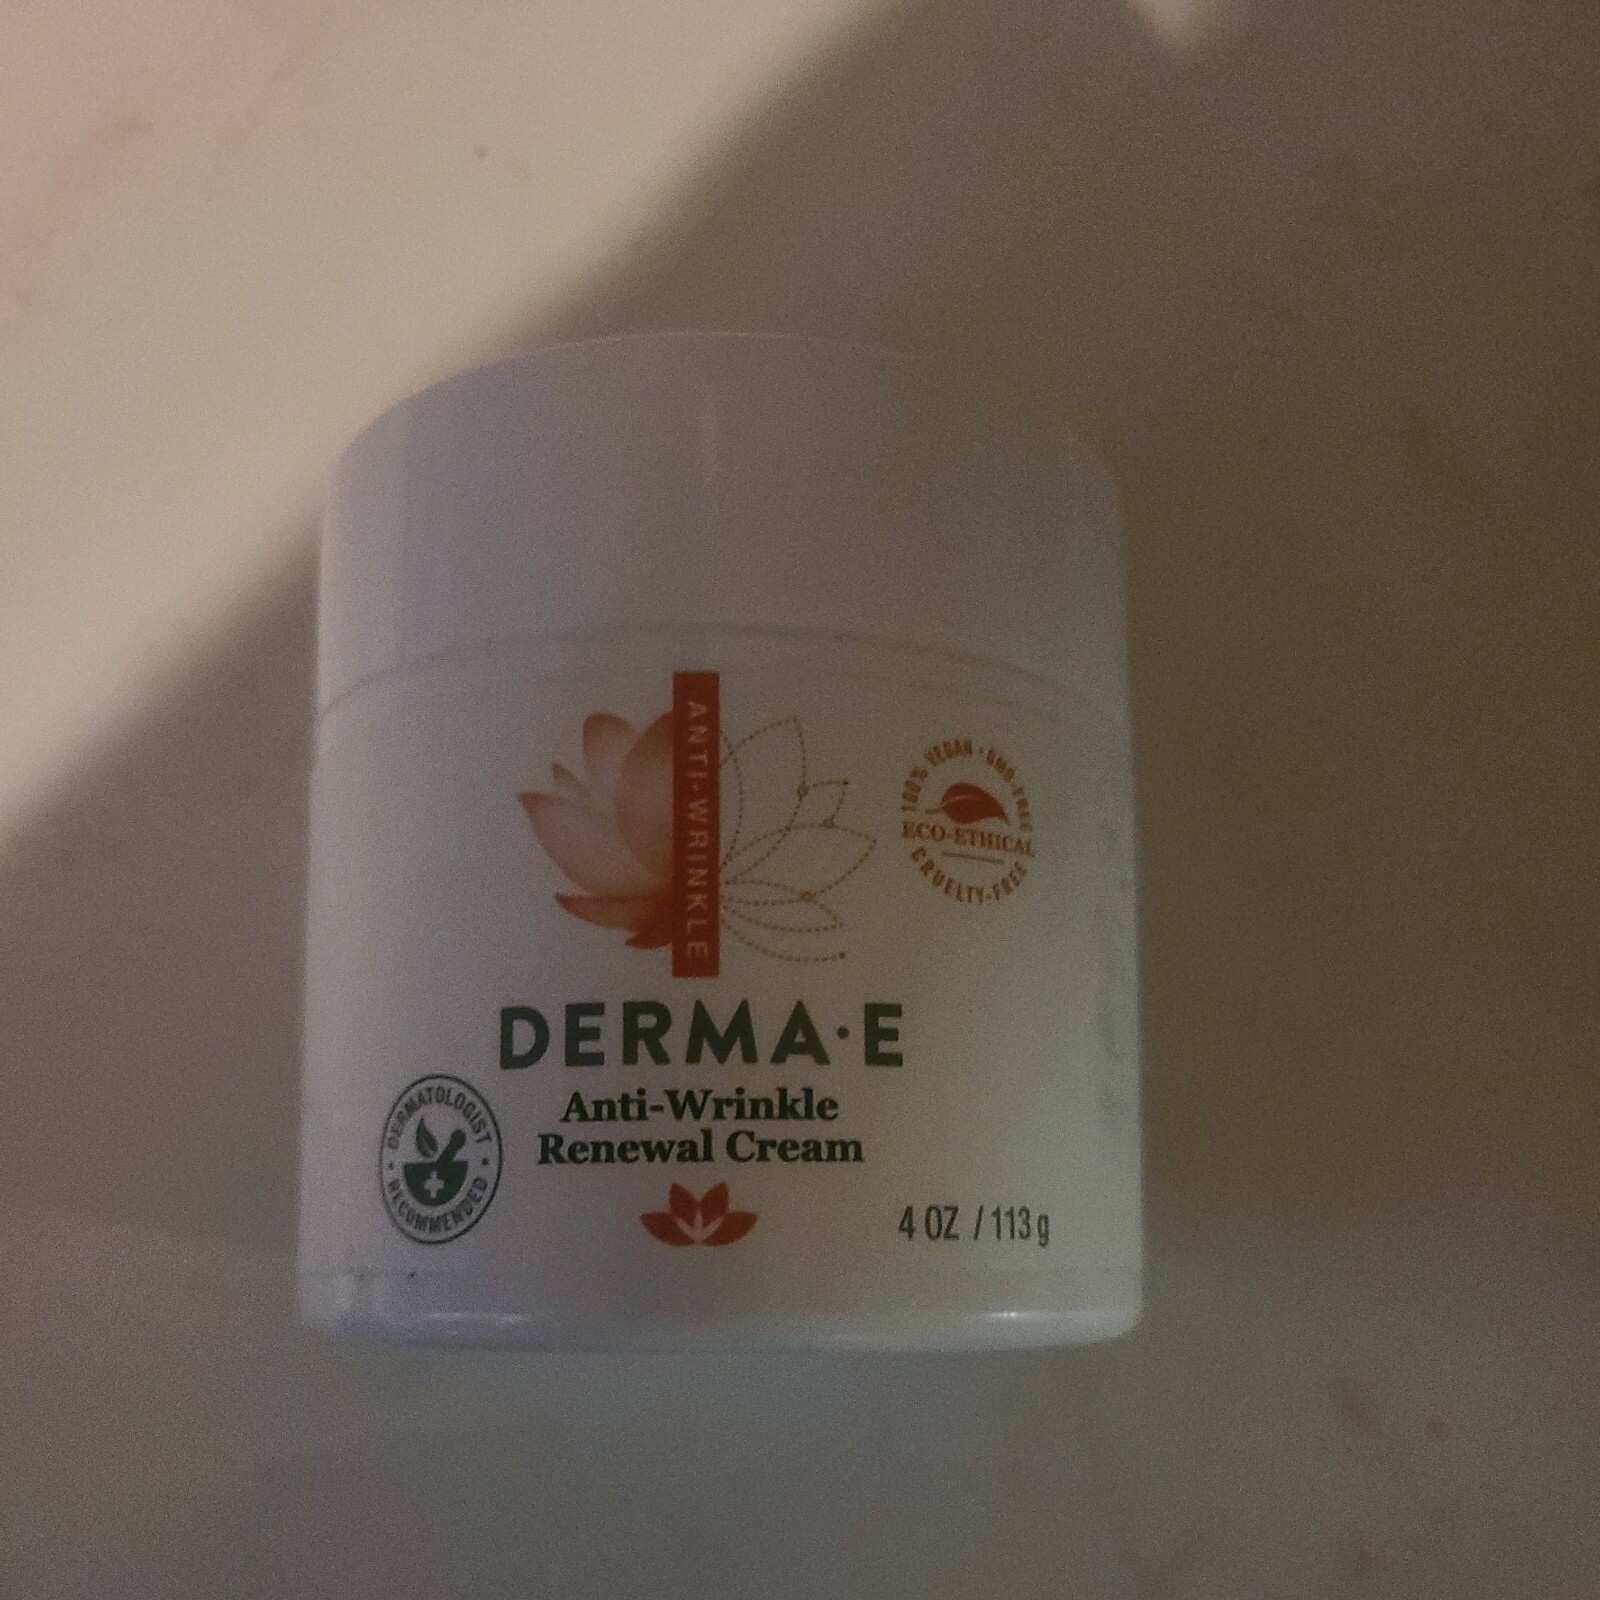 ANTI-WRINKLE
100% VEGAN • GMO-FREE
ECO-ETHICAL
CRUELTY-FREE
DERMA·E
Anti-Wrinkle
Renewal Cream
DERMATOLOGIST
• RECOMMENDED •
4 OZ / 113 g